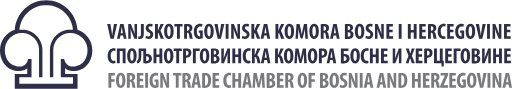 VANJSKOTRGOVINSKA KOMORA BOSNE I HERCEGOVINE
СПОЉНОТРГОВИНСКА КОМОРА БОСНЕ И ХЕРЦЕГОВИНЕ
FOREIGN TRADE CHAMBER OF BOSNIA AND HERZEGOVINA